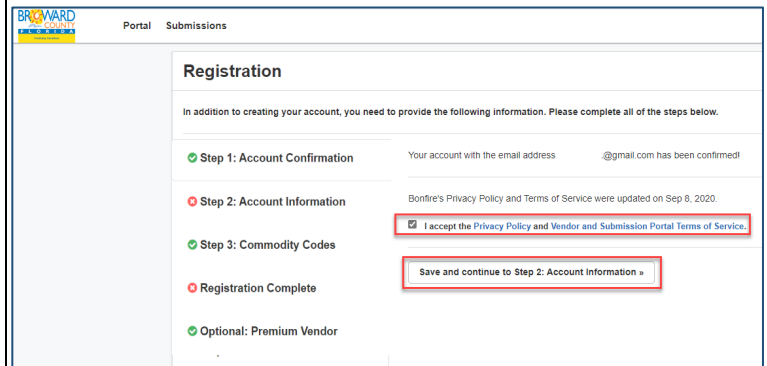 BROWARD
COUNTY
FLORIDA
Portal Submissions
Registration
In addition to creating your account, you need to provide the following information. Please complete all of the steps below.
Step 1: Account Confirmation
Your account with the email address .@gmail.com has been confirmed!
Step 2: Account Information
Bonfire's Privacy Policy and Terms of Service were updated on Sep 8, 2020.
I accept the Privacy Policy and Vendor and Submission Portal Terms of Service.
Step 3: Commodity Codes
Save and continue to Step 2: Account Information »
Registration Complete
Optional: Premium Vendor